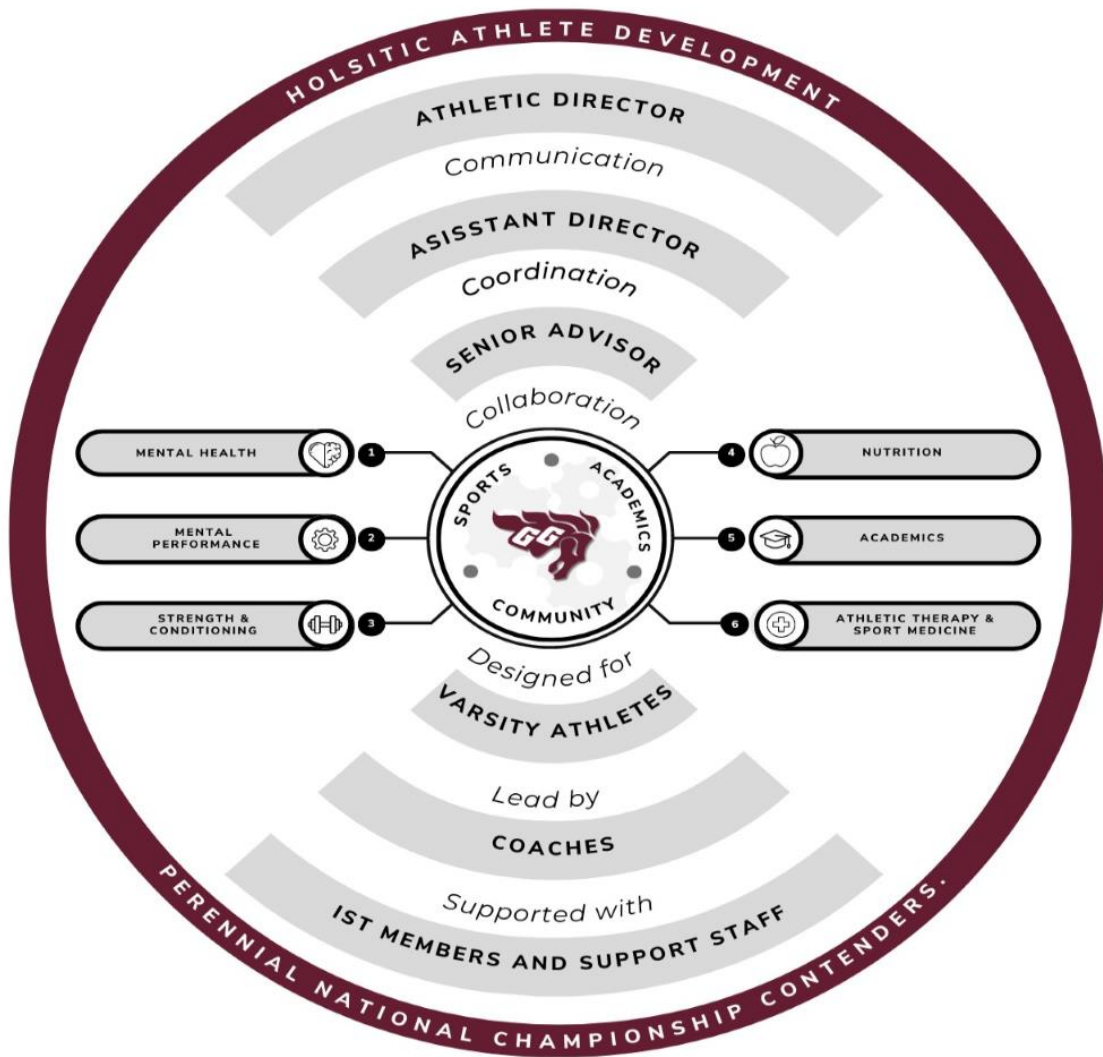 HOLSITIC ATHLETE DEVELOPMENT
ATHLETIC DIRECTOR
Communication
ASISSTANT DIRECTOR
Coordination
SENIOR ADVISOR
Collaboration
MENTAL HEALTH
1
MENTAL
PERFORMANCE
2
STRENGTH &
CONDITIONING
3
SPORTS
ACADEMICS
GG
COMMUNITY
4
NUTRITION
5
ACADEMICS
6
ATHLETIC THERAPY &
SPORT MEDICINE
Designed for
VARSITY ATHLETES
Lead by
COACHES
Supported with
IST MEMBERS AND SUPPORT STAFF
PERENNIAL NATIONAL CHAMPIONSHIP CONTENDERS.